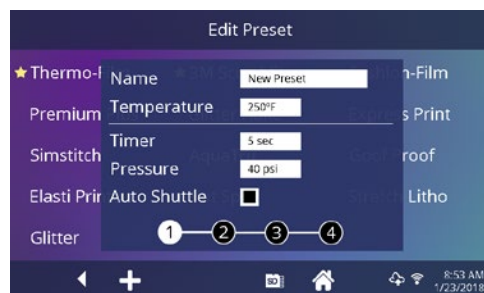 Edit Preset
Thermo-F
n-Film
Name
New Preset
Premium
Temperature
250°F
s Print
Timer
5 sec
Simstitch
roof
Pressure
40 psi
Elasti Prin
Auto Shuttle
Litho
Glitter
1 2 3 4
SD
8:53 AM
1/23/2018